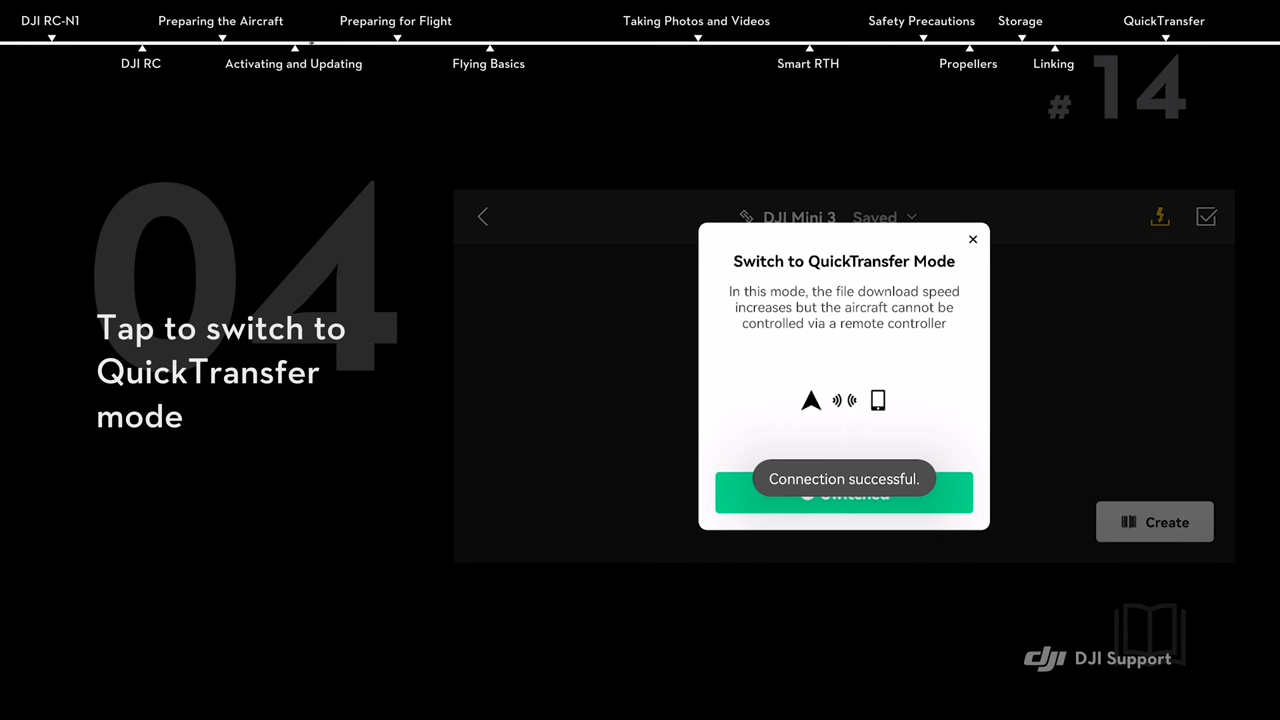 DJI RC-N1
Preparing the Aircraft
Preparing for Flight
Taking Photos and Videos
Safety Precautions
Storage
QuickTransfer
DJI RC
Activating and Updating
Flying Basics
Smart RTH
Propellers
Linking
# 14
04
Tap to switch to
QuickTransfer
mode
DJI Mini 3 Saved
Switch to QuickTransfer Mode
In this mode, the file download speed
increases but the aircraft cannot be
controlled via a remote controller
Connection successful.
Switched
Create
dji DJI Support